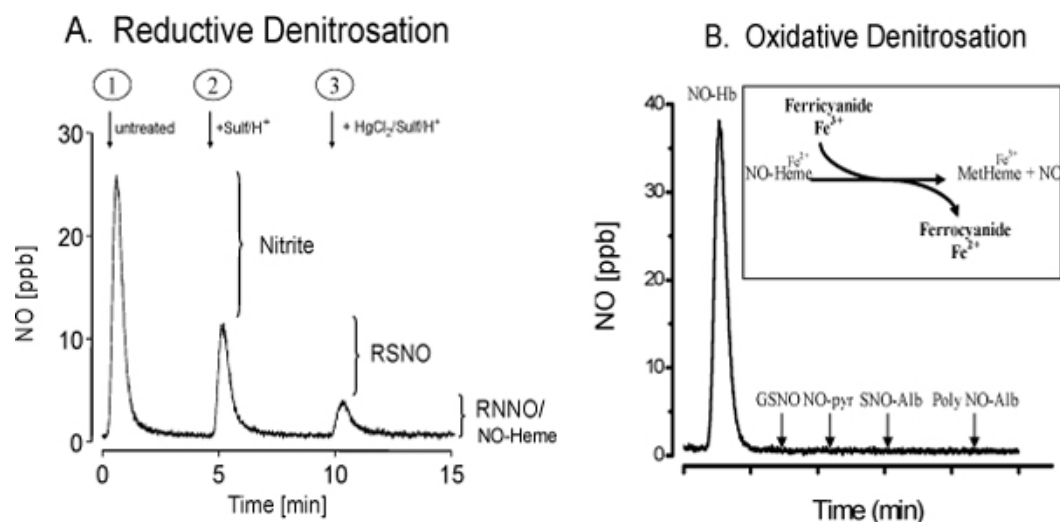 A. Reductive Denitrosation
1
2
3
untreated
+Sulf/H⁺
+ HgCl₂/Sulf/H⁺
30
20
10
0
NO [ppb]
Nitrite
RSNO
RNNO/
NO-Heme
0
5
10
15
Time [min]
B. Oxidative Denitrosation
NO-Hb
40
30
20
10
0
NO [ppb]
Ferricyanide
Fe³⁺
Fe²⁺
NO-Heme
Fe³⁺
MetHeme + NO
Ferrocyanide
Fe²⁺
GSNO NO-pyr SNO-Alb Poly NO-Alb
Time (min)